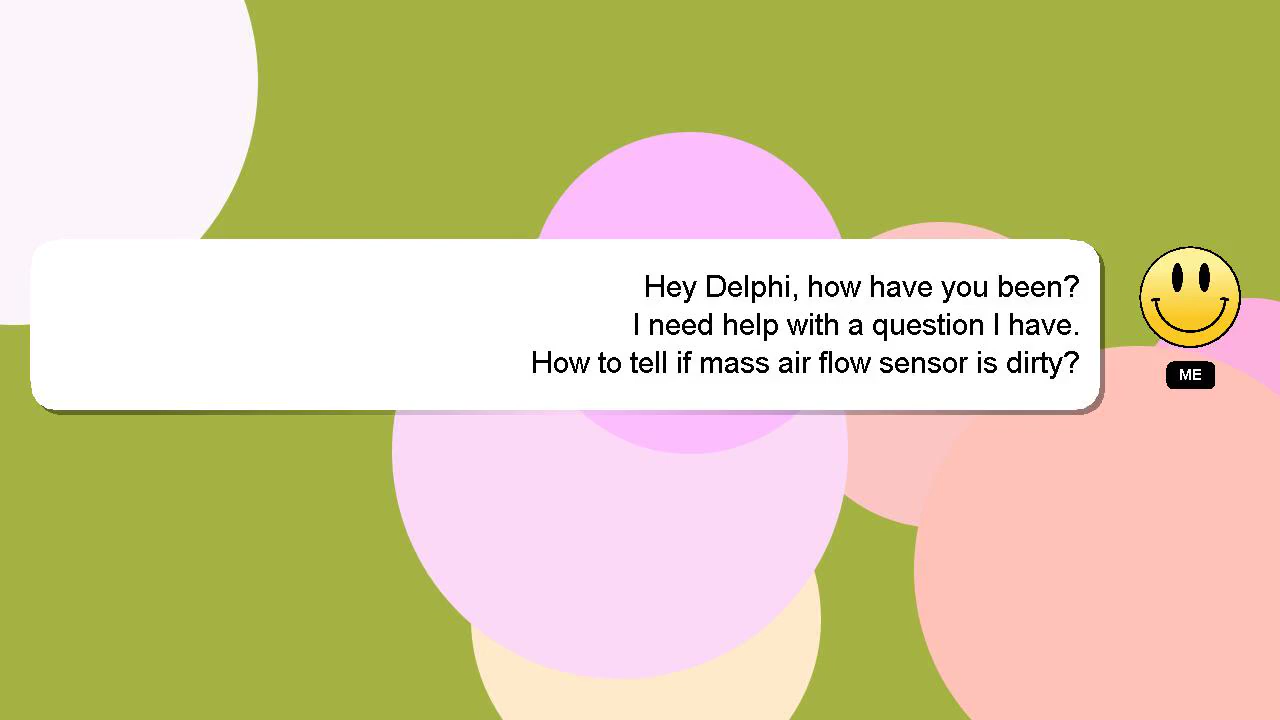 Hey Delphi, how have you been?
I need help with a question I have.
How to tell if mass air flow sensor is dirty?
ME